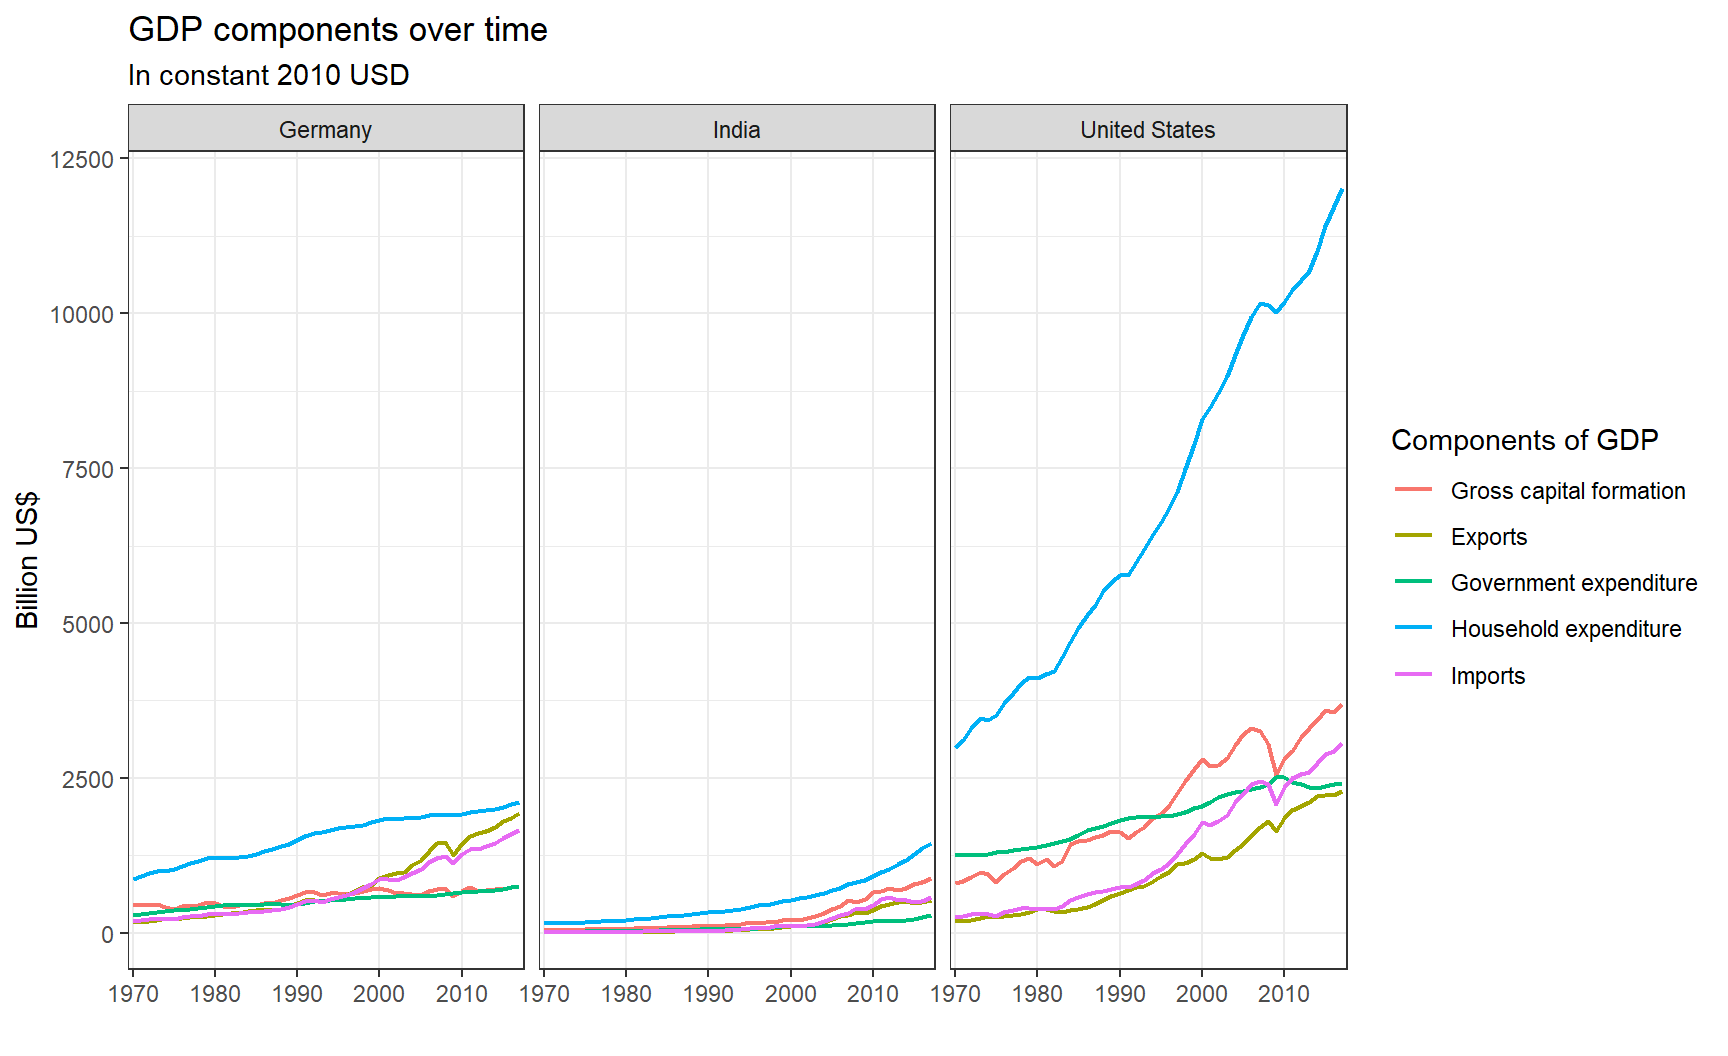 GDP components over time
In constant 2010 USD
Germany
India
United States
Billion US$
12500
10000
7500
5000
2500
0
1970 1980 1990 2000 2010
1970 1980 1990 2000 2010
1970 1980 1990 2000 2010
Components of GDP
Gross capital formation
Exports
Government expenditure
Household expenditure
Imports